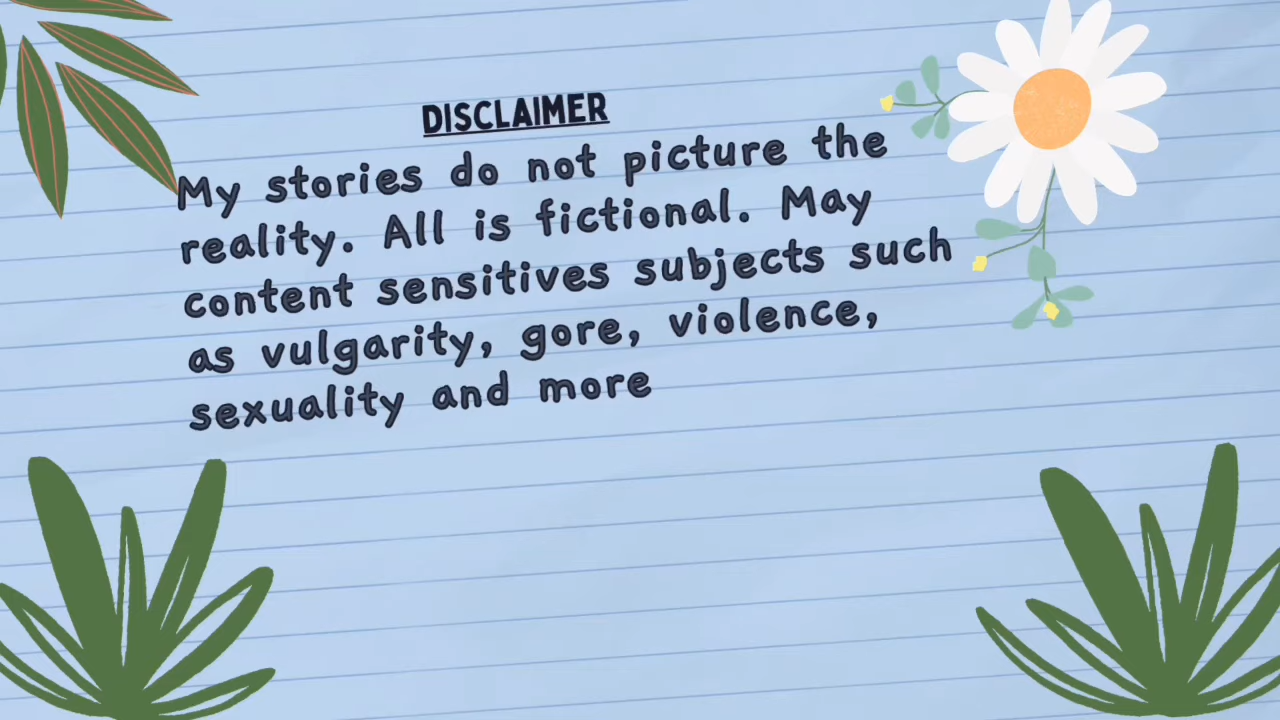 DISCLAIMER
My stories do not picture the
reality. All is fictional. May
content sensitives subjects such
as vulgarity, gore, violence,
sexuality and more